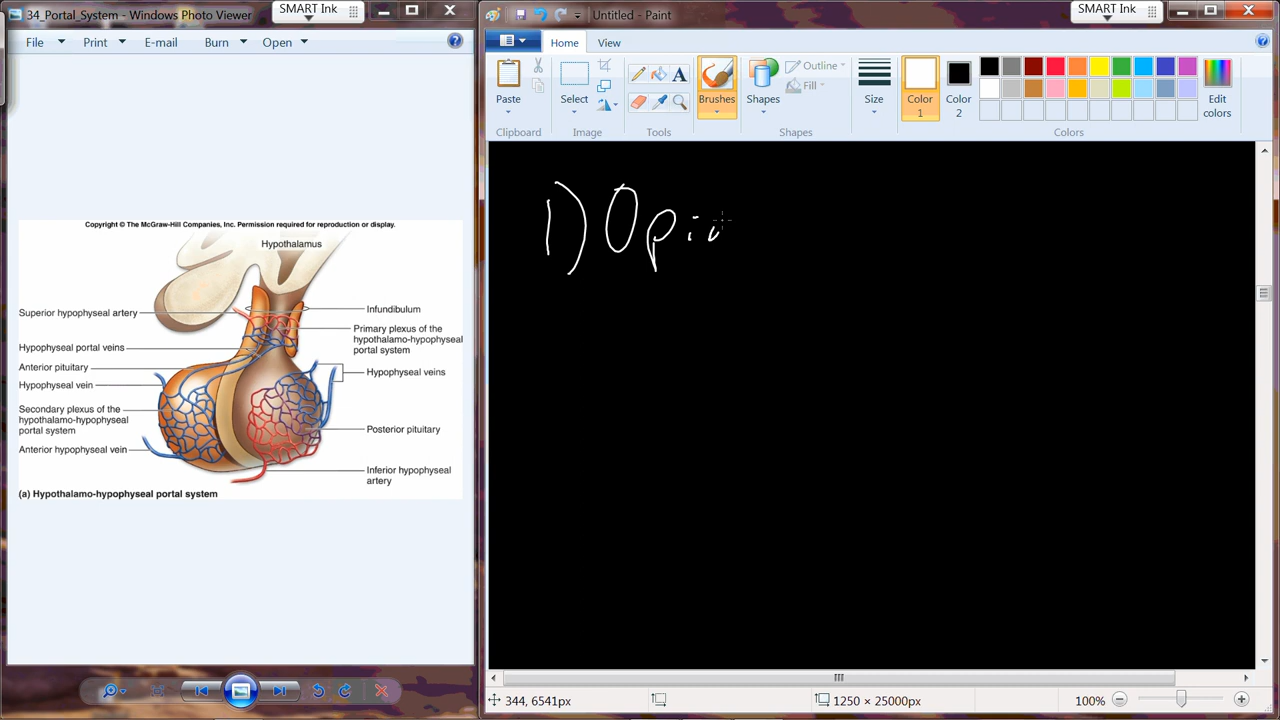 34_Portal_System - Windows Photo Viewer
SMART Ink
File Print E-mail Burn Open
Copyright © The McGraw-Hill Companies, Inc. Permission required for reproduction or display.
Hypothalamus
Superior hypophyseal artery
Hypophyseal portal veins
Anterior pituitary
Hypophyseal vein
Secondary plexus of the
hypothalamo-hypophyseal
portal system
Anterior hypophyseal vein
Infundibulum
Primary plexus of the
hypothalamo-hypophyseal
portal system
Hypophyseal veins
Posterior pituitary
Inferior hypophyseal
artery
(a) Hypothalamo-hypophyseal portal system
Untitled - Paint
SMART Ink
Home View
Paste
Clipboard
Select
Image
Tools
Brushes
Shapes
Outline
Fill
Shapes
Size
Color
1
Color
2
Edit
colors
Colors
1) Opi
344, 6541px
1250 × 25000px
100%